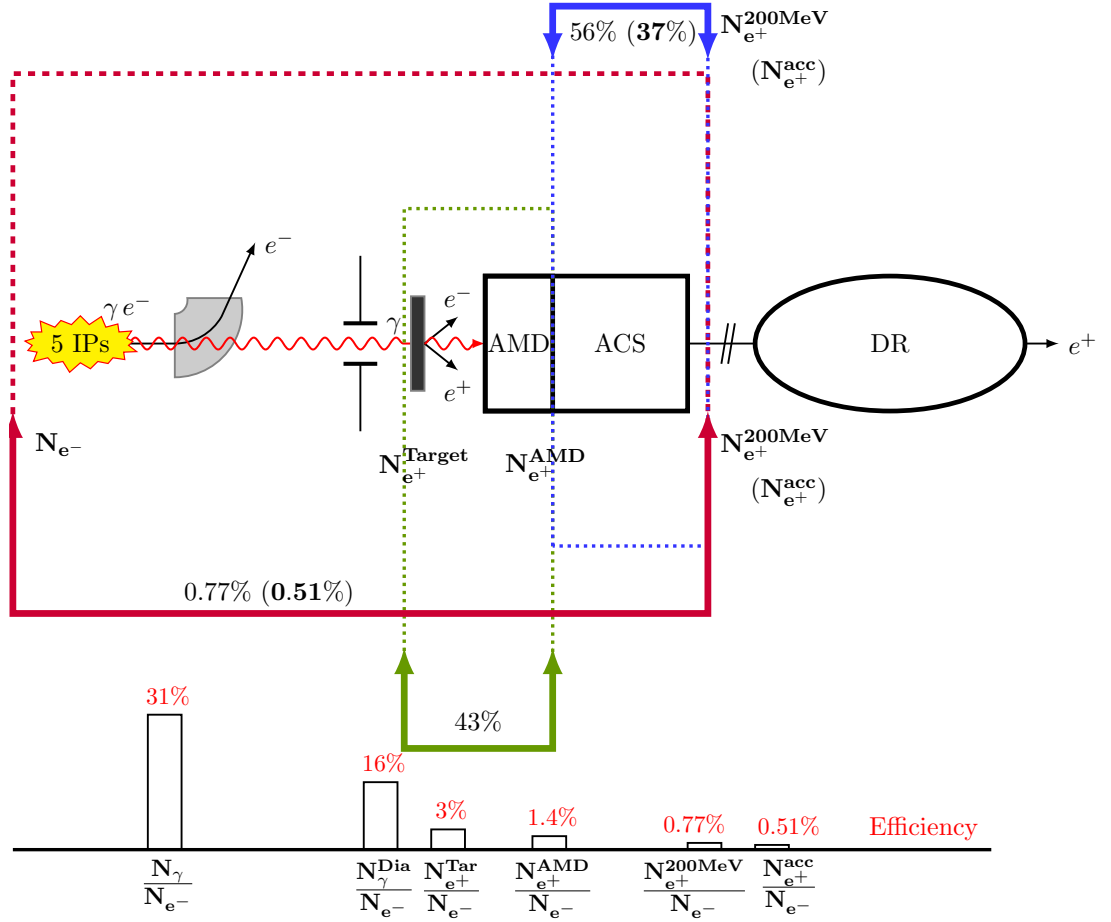 56% (37%)
N_{e^+}^{200MeV}
(N_{e^+}^{acc})
e^-
γ e^-
5 IPs
γ
e^-
e^+
AMD
ACS
DR
e^+
N_{e^-}
N_{e^+}^{Target}
N_{e^+}^{AMD}
N_{e^+}^{200MeV}
(N_{e^+}^{acc})
0.77% (0.51%)
43%
31%
16%
3%
1.4%
0.77%
0.51%
Efficiency
N_γ
N_{e^-}
N_γ^{Dia}
N_{e^-}
N_{e^+}^{Tar}
N_{e^-}
N_{e^+}^{AMD}
N_{e^-}
N_{e^+}^{200MeV}
N_{e^-}
N_{e^+}^{acc}
N_{e^-}